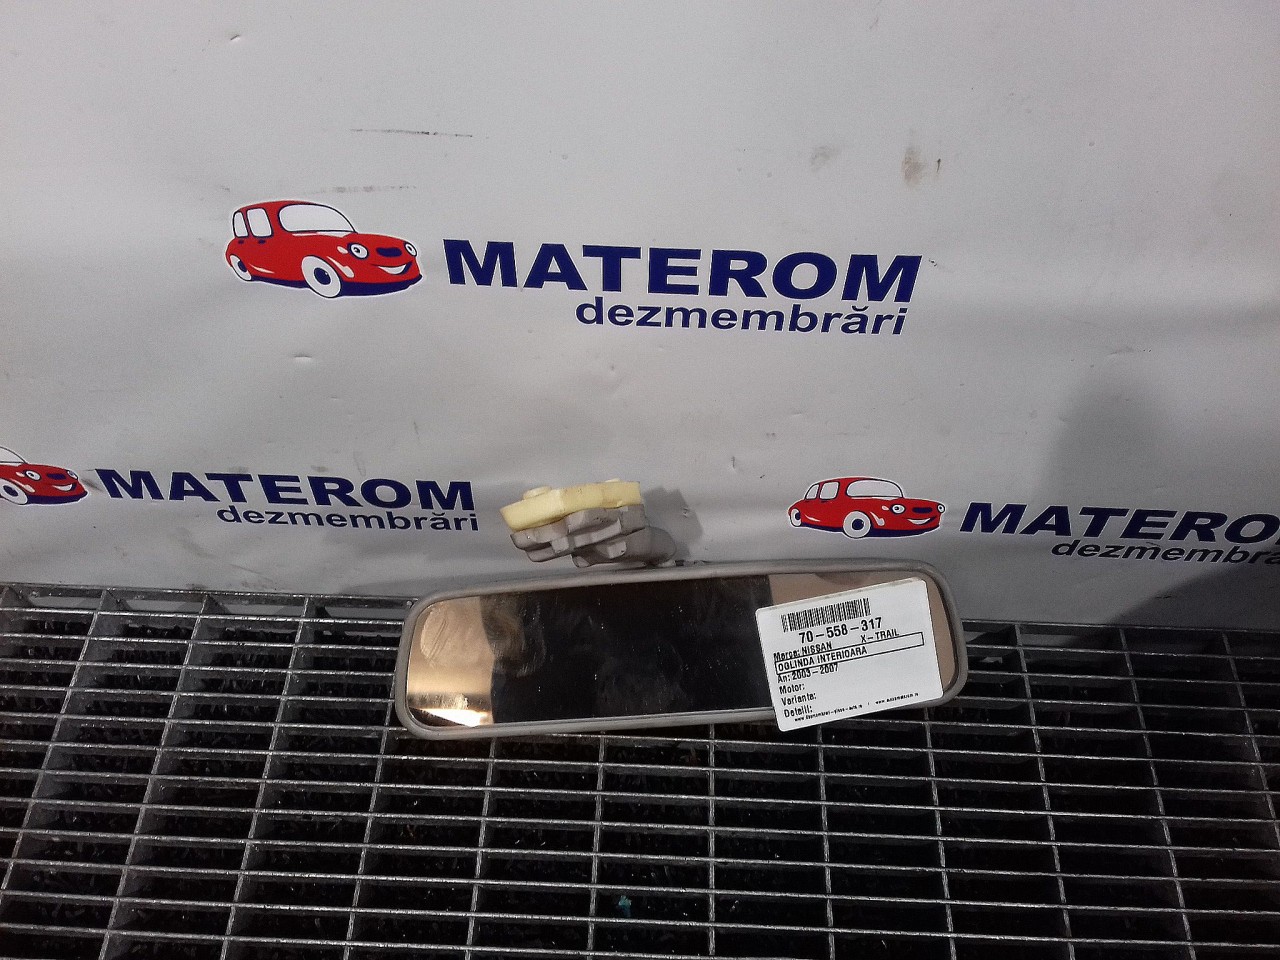 MATEROM
dezmembrări
MATEROM
dezmembrări
MATEROM
dezmembră
70-558-317
Marca: NISSAN X-TRAIL
OGLINDA INTERIOARA
An: 2003-2007
Motor:
Varianta:
Detalii: